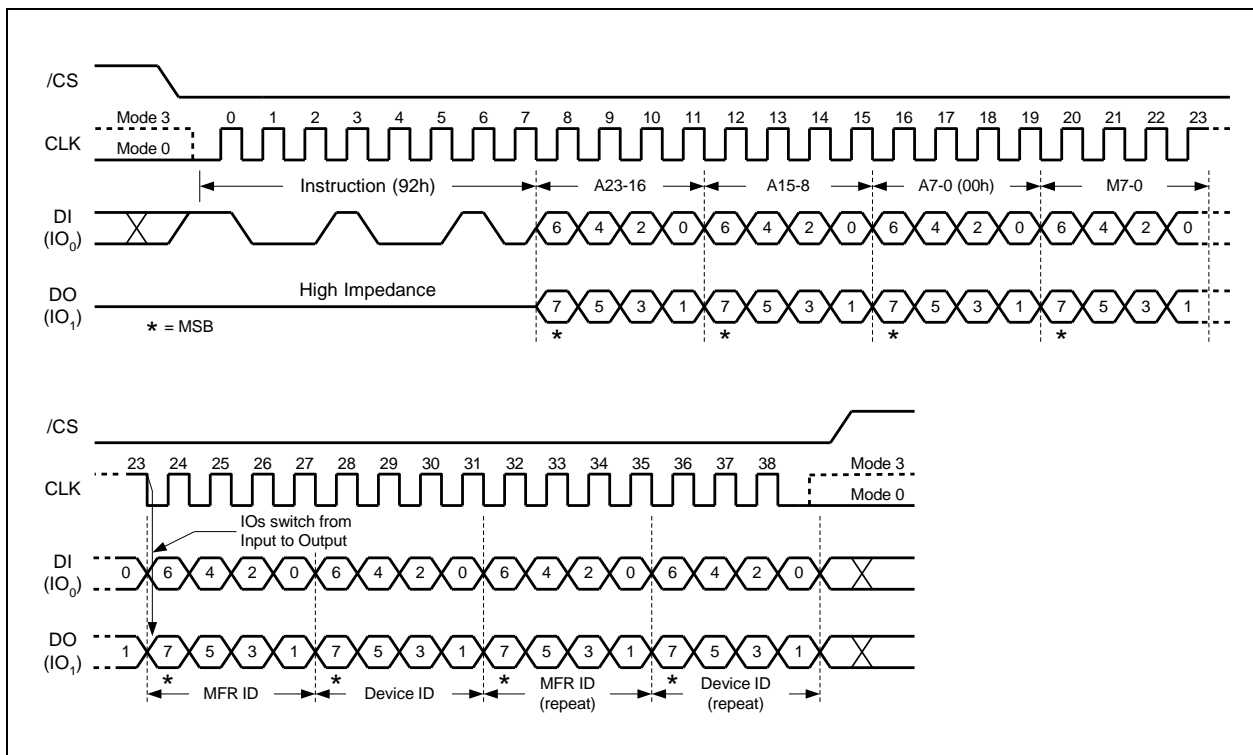 /CS
Mode 3 0 1 2 3 4 5 6 7 8 9 10 11 12 13 14 15 16 17 18 19 20 21 22 23
CLK
Mode 0
Instruction (92h) A23-16 A15-8 A7-0 (00h) M7-0
DI
(IO0)
6 4 2 0 6 4 2 0 6 4 2 0 6 4 2 0
High Impedance
DO
(IO1)
7 5 3 1 7 5 3 1 7 5 3 1 7 5 3 1
* = MSB
* * * *
/CS
23 24 25 26 27 28 29 30 31 32 33 34 35 36 37 38 Mode 3
CLK
Mode 0
IOs switch from
Input to Output
DI
(IO0)
0 6 4 2 0 6 4 2 0 6 4 2 0 6 4 2 0
DO
(IO1)
1 7 5 3 1 7 5 3 1 7 5 3 1 7 5 3 1
* * * *
MFR ID Device ID MFR ID
(repeat)
Device ID
(repeat)